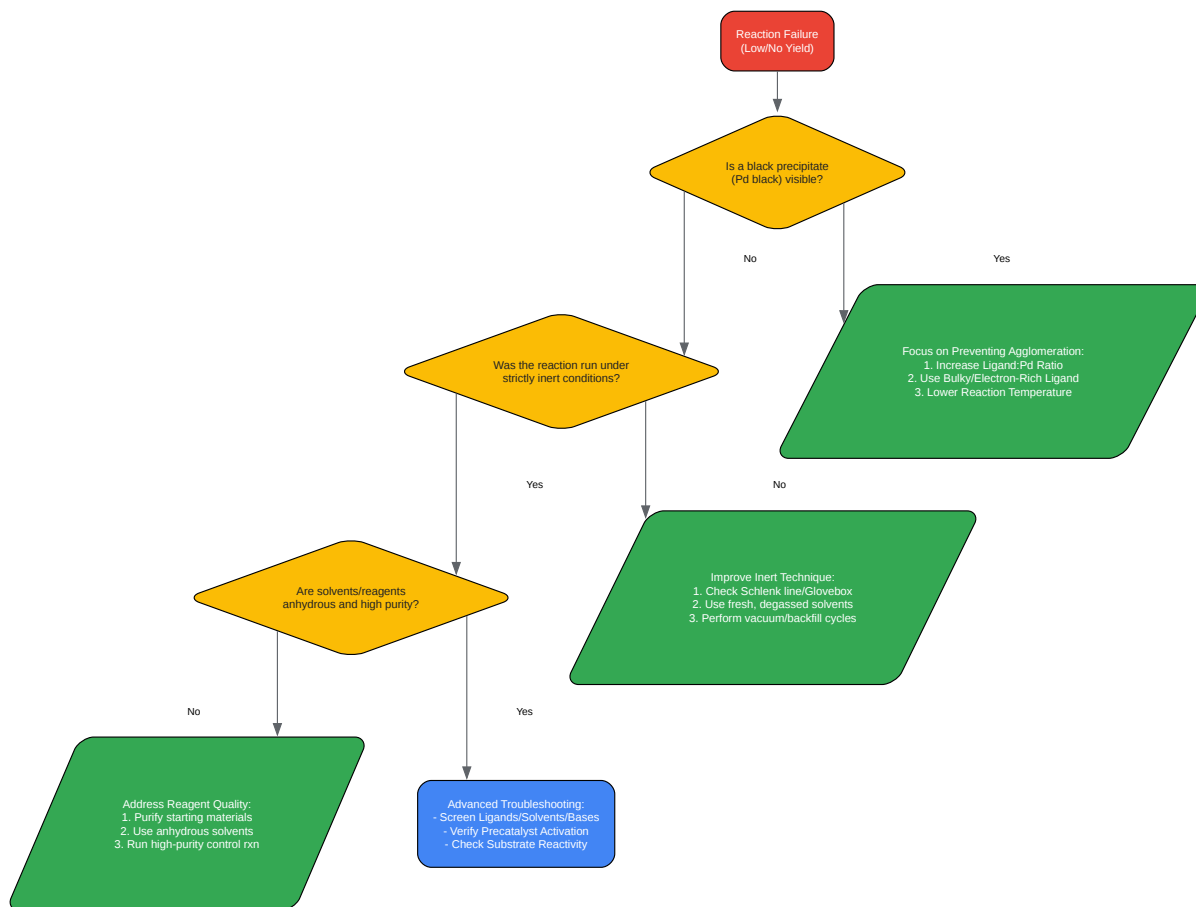 Reaction Failure
(Low/No Yield)
Is a black precipitate
(Pd black) visible?
No
Yes
Focus on Preventing Agglomeration:
1. Increase Ligand:Pd Ratio
2. Use Bulky/Electron-Rich Ligand
3. Lower Reaction Temperature
Was the reaction run under
strictly inert conditions?
Yes
No
Improve Inert Technique:
1. Check Schlenk line/Glovebox
2. Use fresh, degassed solvents
3. Perform vacuum/backfill cycles
Are solvents/reagents
anhydrous and high purity?
No
Yes
Address Reagent Quality:
1. Purify starting materials
2. Use anhydrous solvents
3. Run high-purity control rxn
Advanced Troubleshooting:
- Screen Ligands/Solvents/Bases
- Verify Precatalyst Activation
- Check Substrate Reactivity